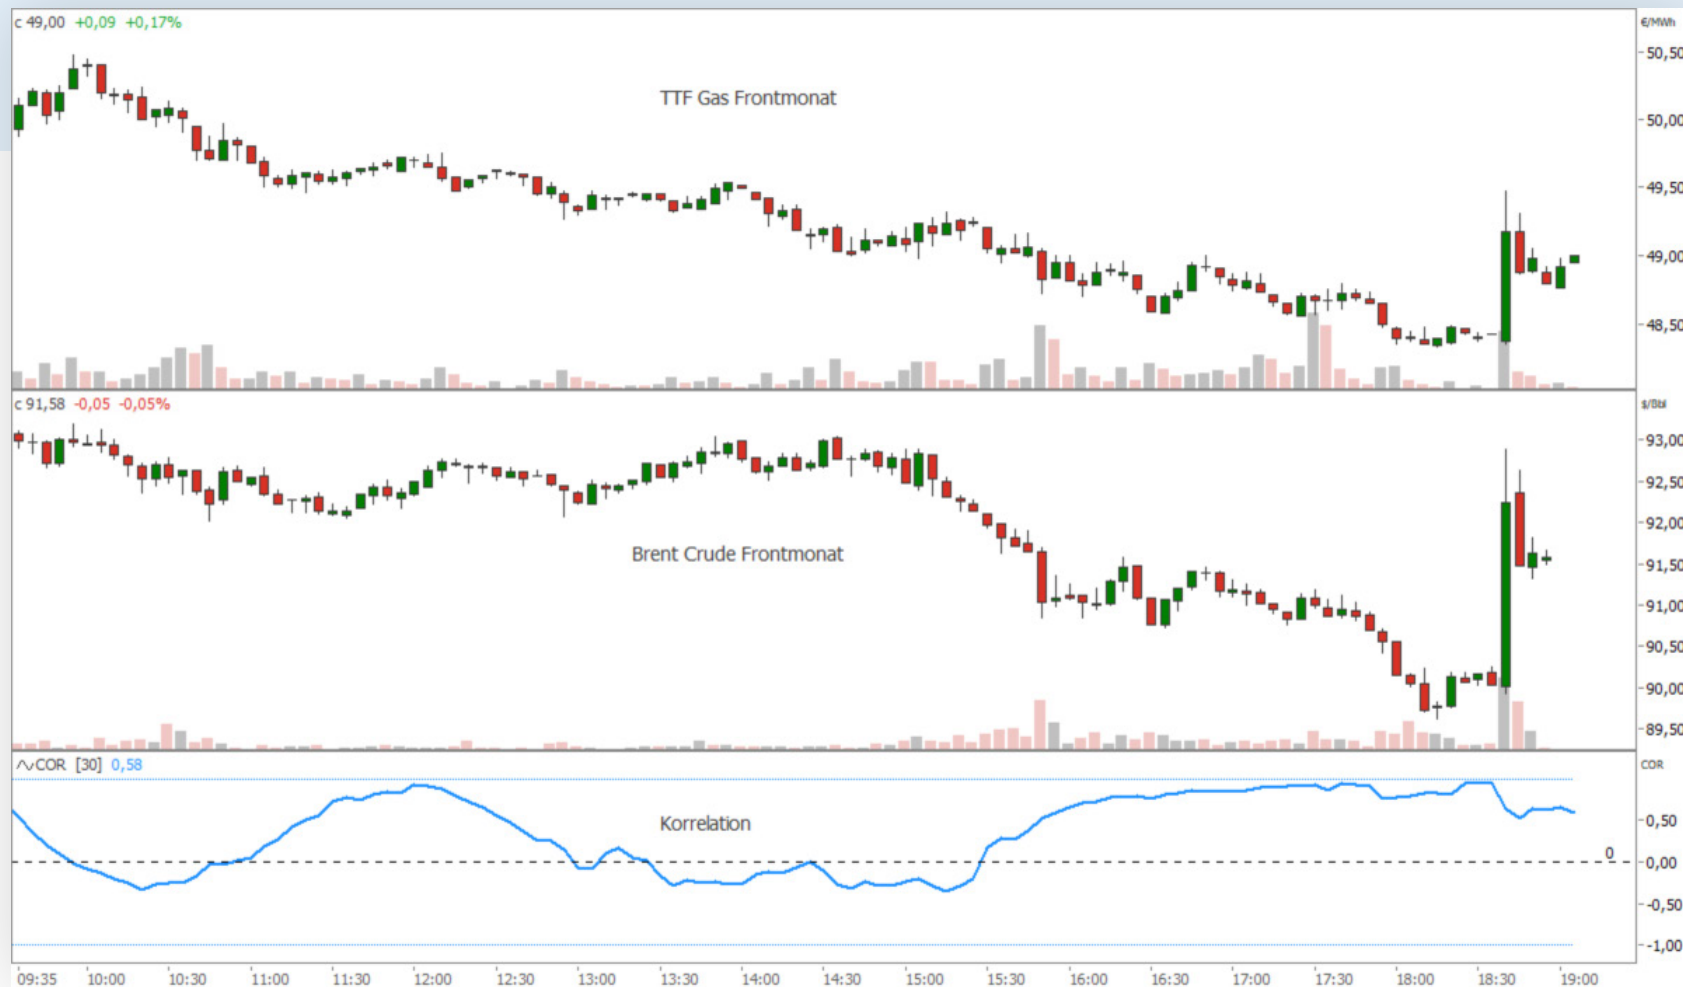 c 49,00 +0,09 +0,17%
€/MWh
50,50
TTF Gas Frontmonat
50,00
49,50
49,00
48,50
c 91,58 -0,05 -0,05%
$/Bbl
93,00
92,50
92,00
Brent Crude Frontmonat
91,50
91,00
90,50
90,00
89,50
COR [30] 0,58
COR
Korrelation
0,50
0
0,00
-0,50
-1,00
09:35 10:00 10:30 11:00 11:30 12:00 12:30 13:00 13:30 14:00 14:30 15:00 15:30 16:00 16:30 17:00 17:30 18:00 18:30 19:00